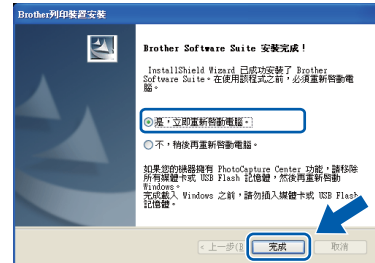 Brother列印裝置安裝
Brother Software Suite 安裝完成！
InstallShield Wizard 已成功安裝了 Brother
Software Suite。在使用該程式之前，必須重新啓動電
腦。
是，立即重新啓動電腦。
不，稍後再重新啓動電腦。
如果您的機器擁有 PhotoCapture Center 功能，請移除
所有媒體卡或 USB Flash 記憶體，然後再重新啓動
Windows。
完成載入 Windows 之前，請勿插入媒體卡或 USB Flash
記憶體。
< 上一步(B) 完成 取消